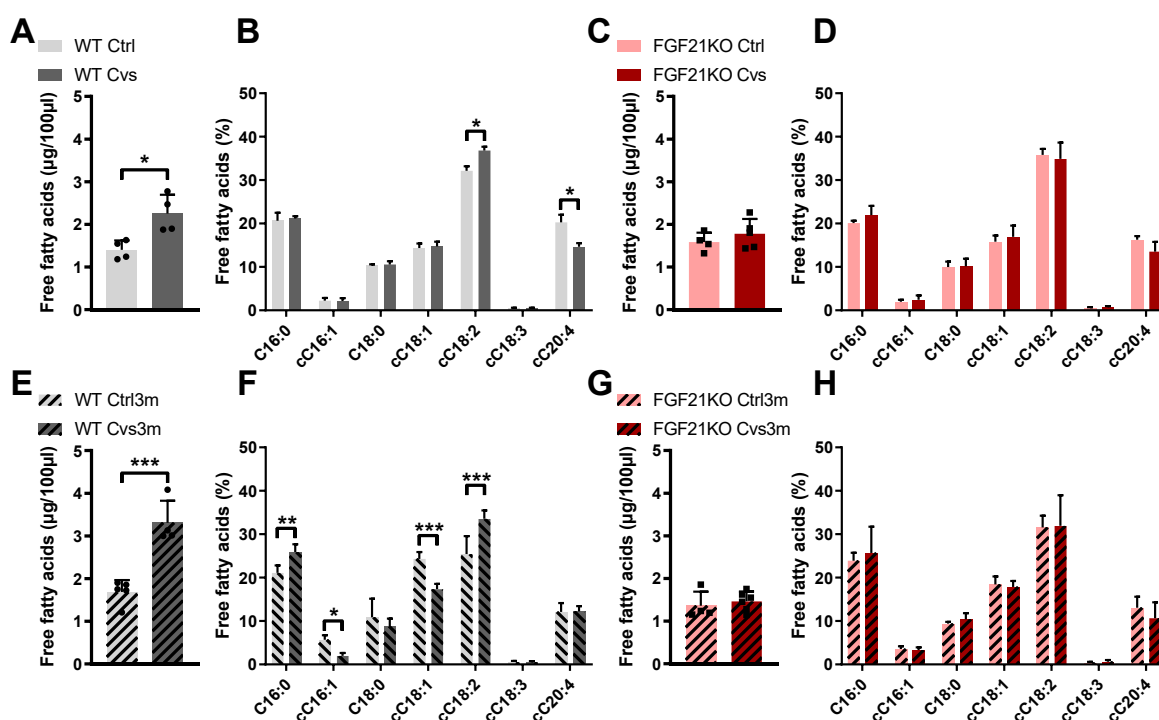 A
WT Ctrl
WT Cvs
Free fatty acids (µg/100µl)
5
4
3
2
1
0
*
B
Free fatty acids (%)
50
40
30
20
10
0
*
*
C16:0
cC16:1
C18:0
cC18:1
cC18:2
cC18:3
cC20:4
C
FGF21KO Ctrl
FGF21KO Cvs
Free fatty acids (µg/100µl)
5
4
3
2
1
0
D
Free fatty acids (%)
50
40
30
20
10
0
C16:0
cC16:1
C18:0
cC18:1
cC18:2
cC18:3
cC20:4
E
WT Ctrl3m
WT Cvs3m
Free fatty acids (µg/100µl)
5
4
3
2
1
0
***
F
Free fatty acids (%)
50
40
30
20
10
0
**
*
***
***
C16:0
cC16:1
C18:0
cC18:1
cC18:2
cC18:3
cC20:4
G
FGF21KO Ctrl3m
FGF21KO Cvs3m
Free fatty acids (µg/100µl)
5
4
3
2
1
0
H
Free fatty acids (%)
50
40
30
20
10
0
C16:0
cC16:1
C18:0
cC18:1
cC18:2
cC18:3
cC20:4